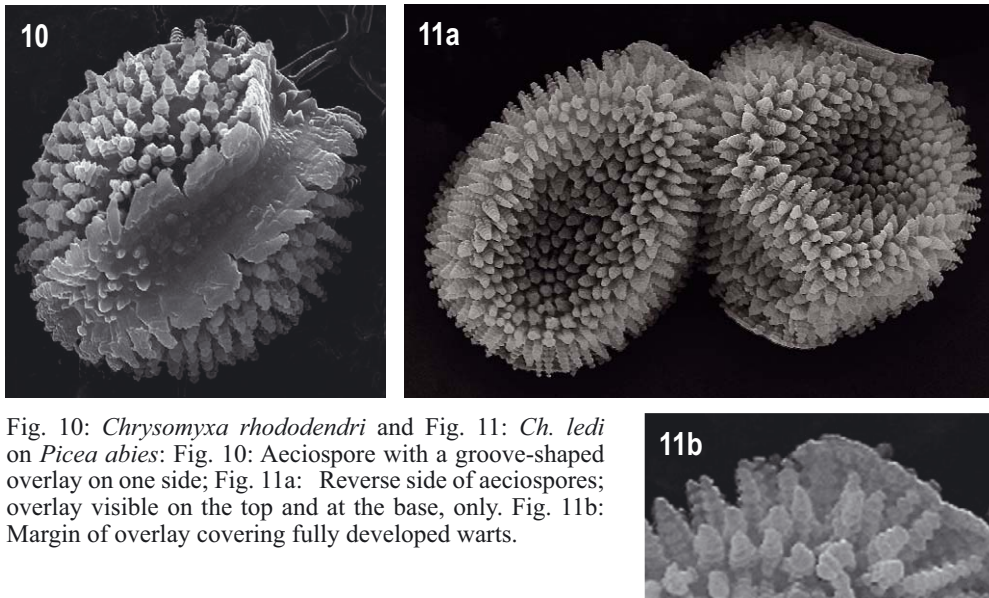 10
11a
Fig. 10: Chrysomyxa rhododendri and Fig. 11: Ch. ledi
on Picea abies: Fig. 10: Aeciospore with a groove-shaped
overlay on one side; Fig. 11a: Reverse side of aeciospores;
overlay visible on the top and at the base, only. Fig. 11b:
Margin of overlay covering fully developed warts.
11b